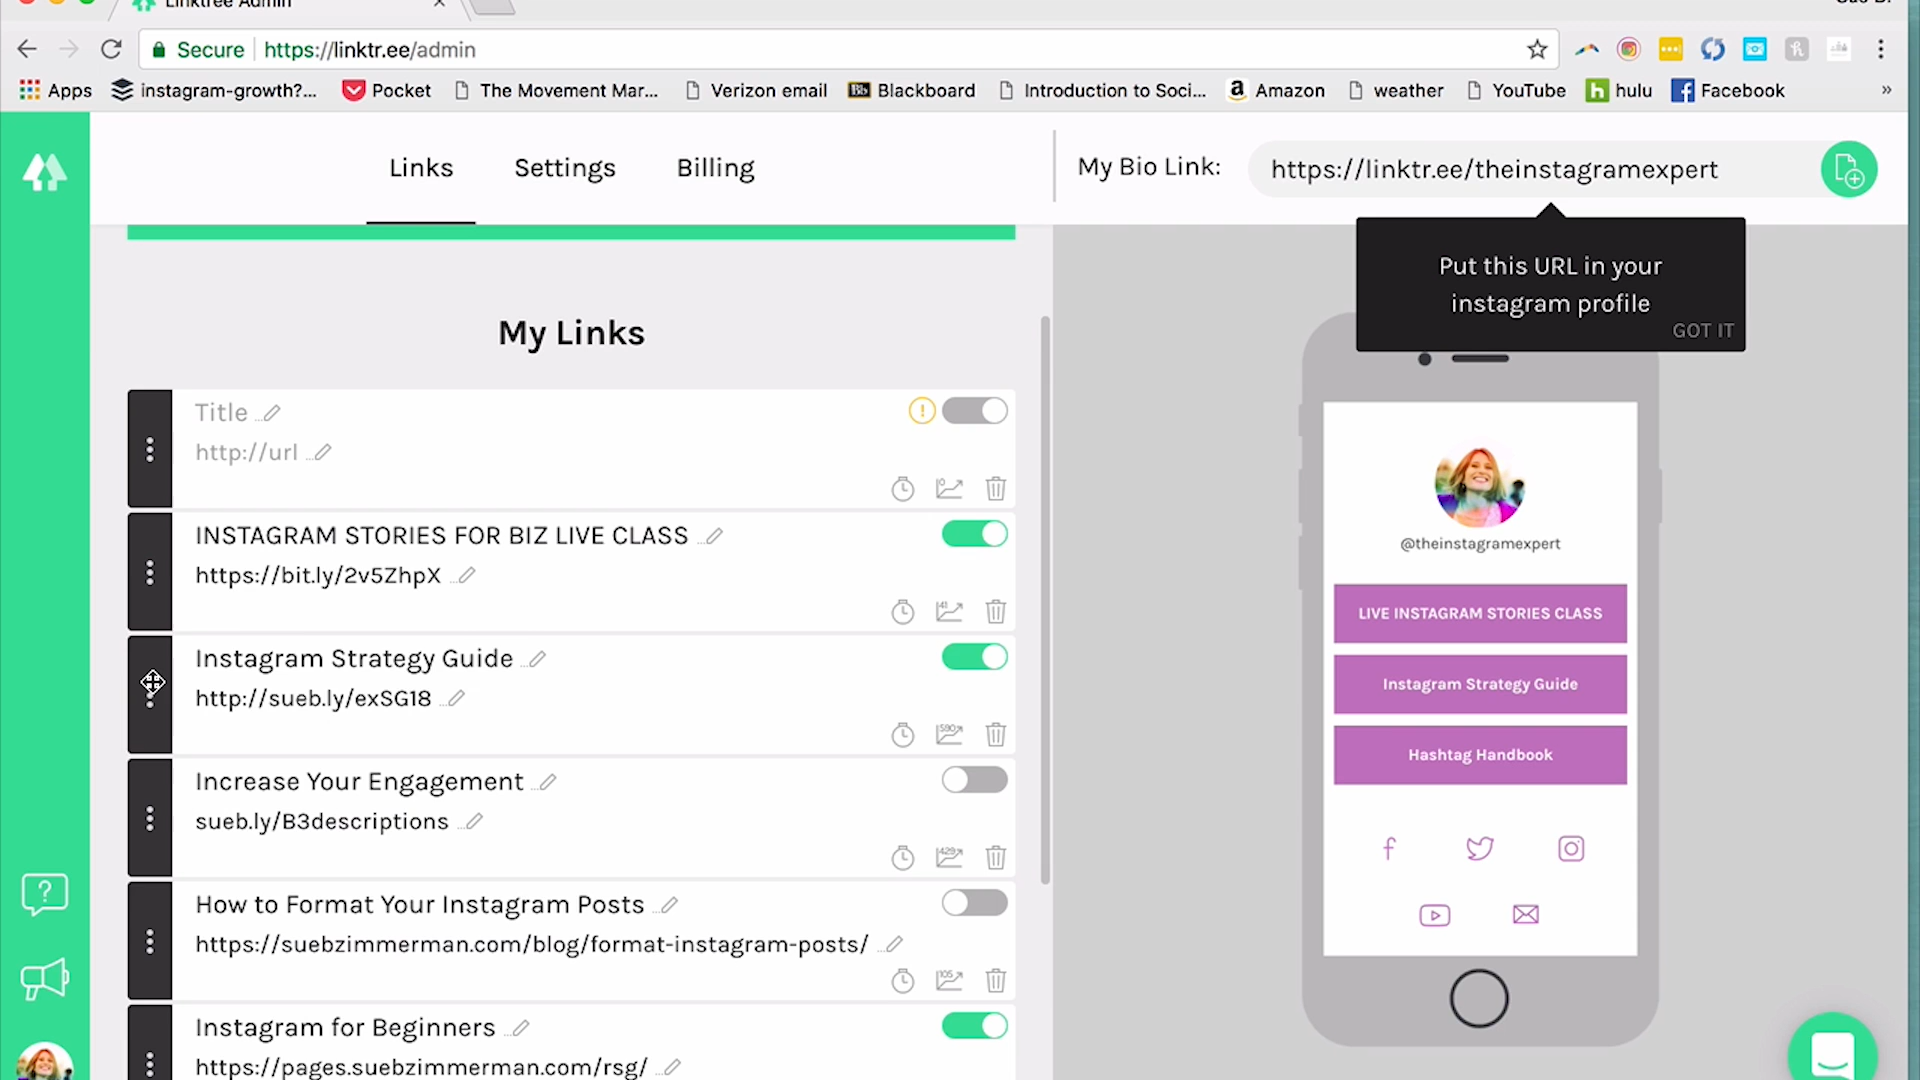 Linktree Admin
Secure https://linktr.ee/admin
Apps instagram-growth?... Pocket The Movement Mar... Verizon email Bb Blackboard Introduction to Soci... a Amazon weather YouTube h hulu f Facebook »
Links Settings Billing My Bio Link: https://linktr.ee/theinstagramexpert
Put this URL in your
instagram profile
GOT IT
My Links
Title
http://url
INSTAGRAM STORIES FOR BIZ LIVE CLASS
https://bit.ly/2v5ZhpX
41
Instagram Strategy Guide
http://sueb.ly/exSG18
590
Increase Your Engagement
sueb.ly/B3descriptions
429
How to Format Your Instagram Posts
https://suebzimmerman.com/blog/format-instagram-posts/
105
Instagram for Beginners
https://pages.suebzimmerman.com/rsg/
@theinstagramexpert
LIVE INSTAGRAM STORIES CLASS
Instagram Strategy Guide
Hashtag Handbook